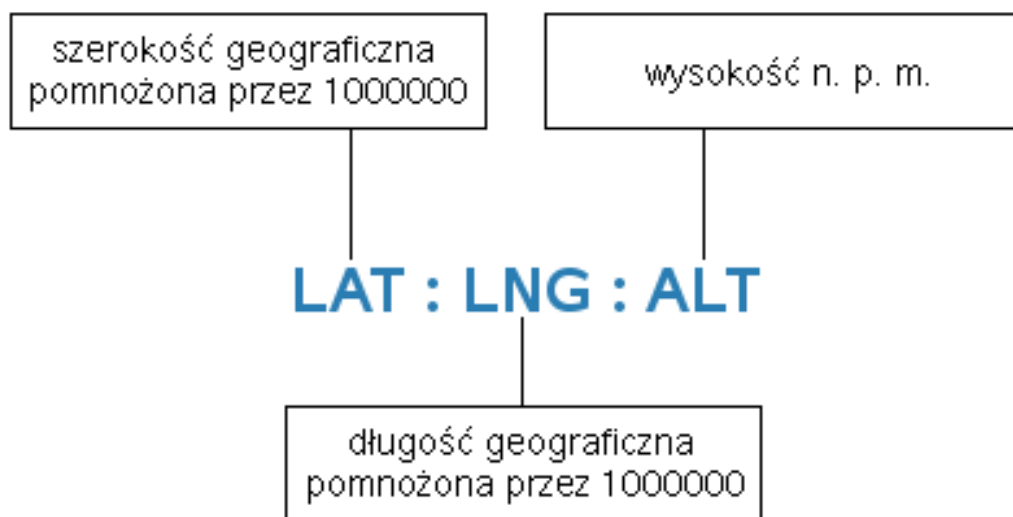 szerokość geograficzna
pomnożona przez 1000000
wysokość n. p. m.
LAT : LNG : ALT
długość geograficzna
pomnożona przez 1000000